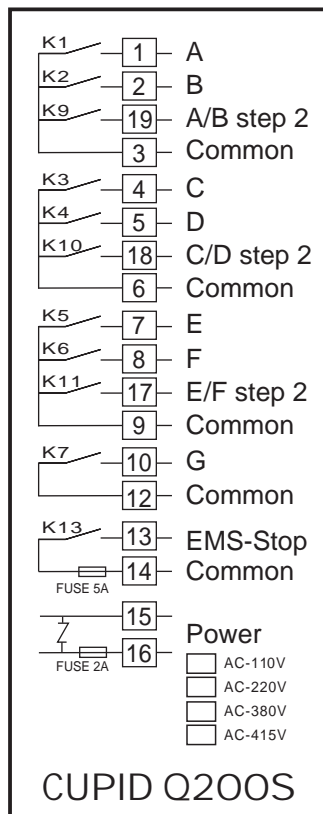 K1 1 A
K2 2 B
K9 19 A/B step 2
3 Common
K3 4 C
K4 5 D
K10 18 C/D step 2
6 Common
K5 7 E
K6 8 F
K11 17 E/F step 2
9 Common
K7 10 G
12 Common
K13 13 EMS-Stop
FUSE 5A 14 Common
15
Power
FUSE 2A 16
AC-110V
AC-220V
AC-380V
AC-415V
CUPID Q200S